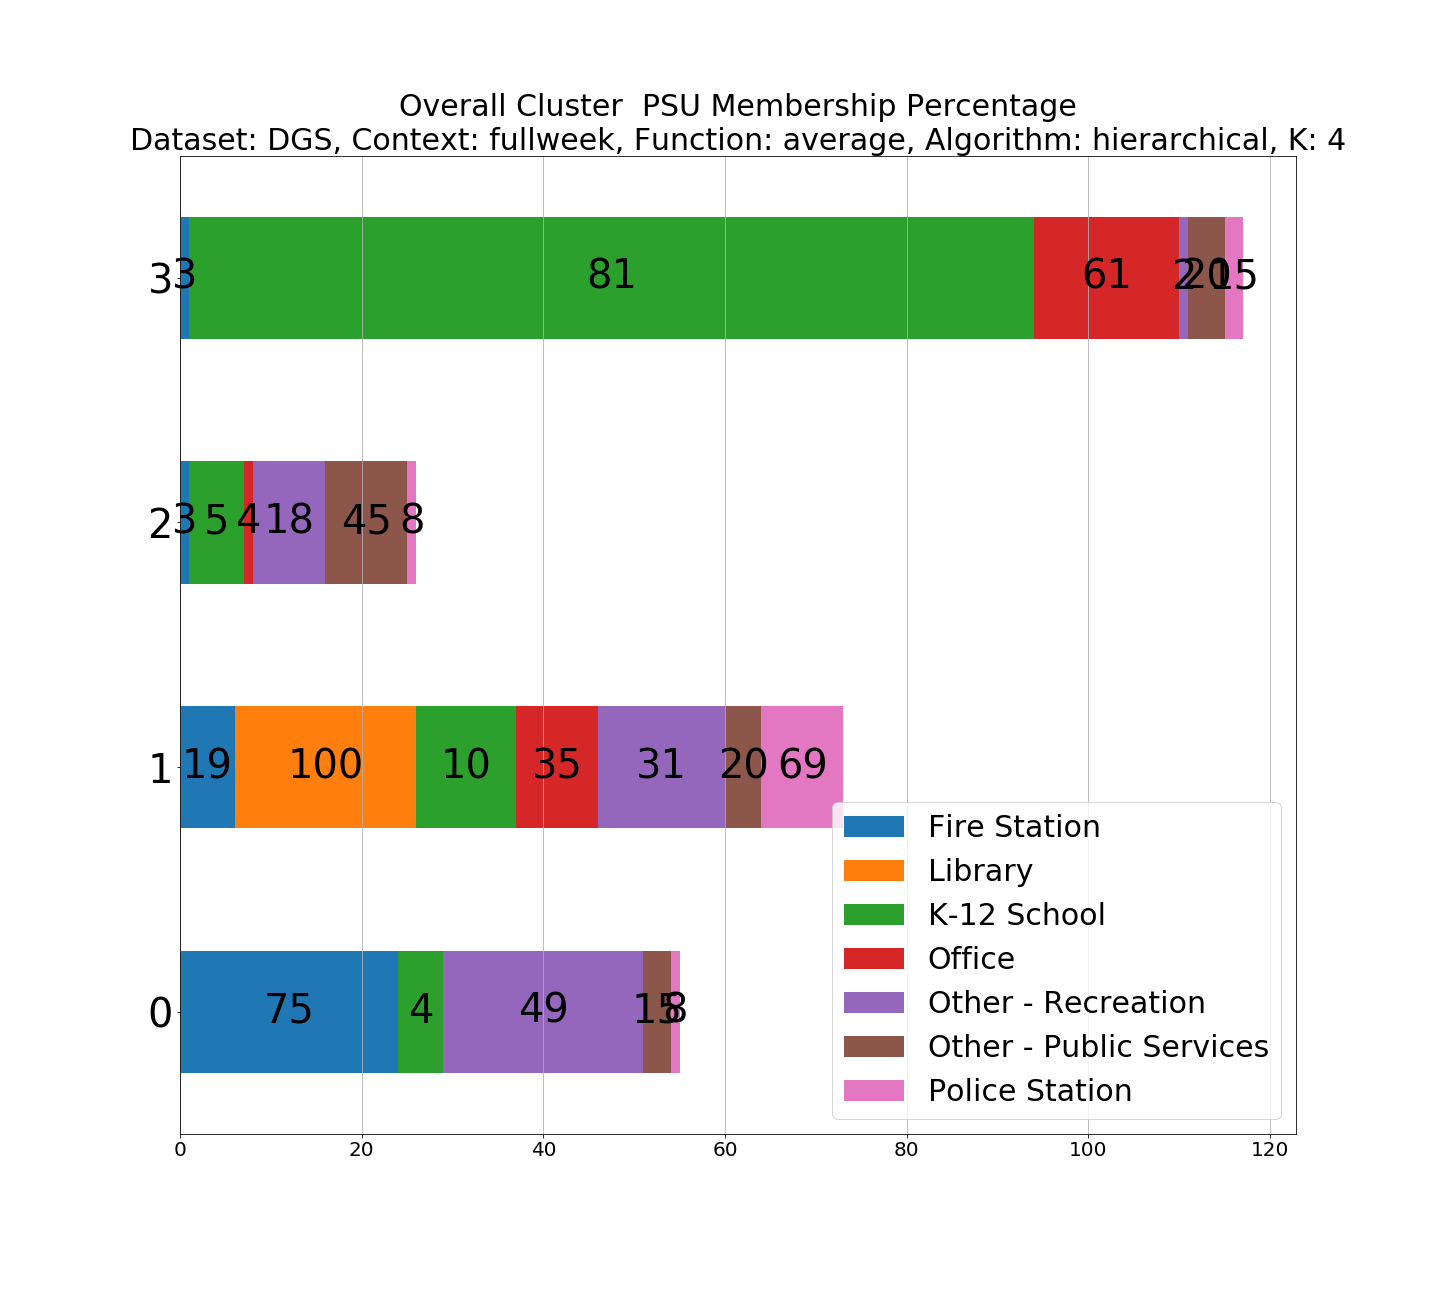 Overall Cluster  PSU Membership Percentage
Dataset: DGS, Context: fullweek, Function: average, Algorithm: hierarchical, K: 4
3 3 81 61 2 20 15
2 3 5 4 18 45 8
1 19 100 10 35 31 20 69
0 75 4 49 15 8
Fire Station
Library
K-12 School
Office
Other - Recreation
Other - Public Services
Police Station
0 20 40 60 80 100 120